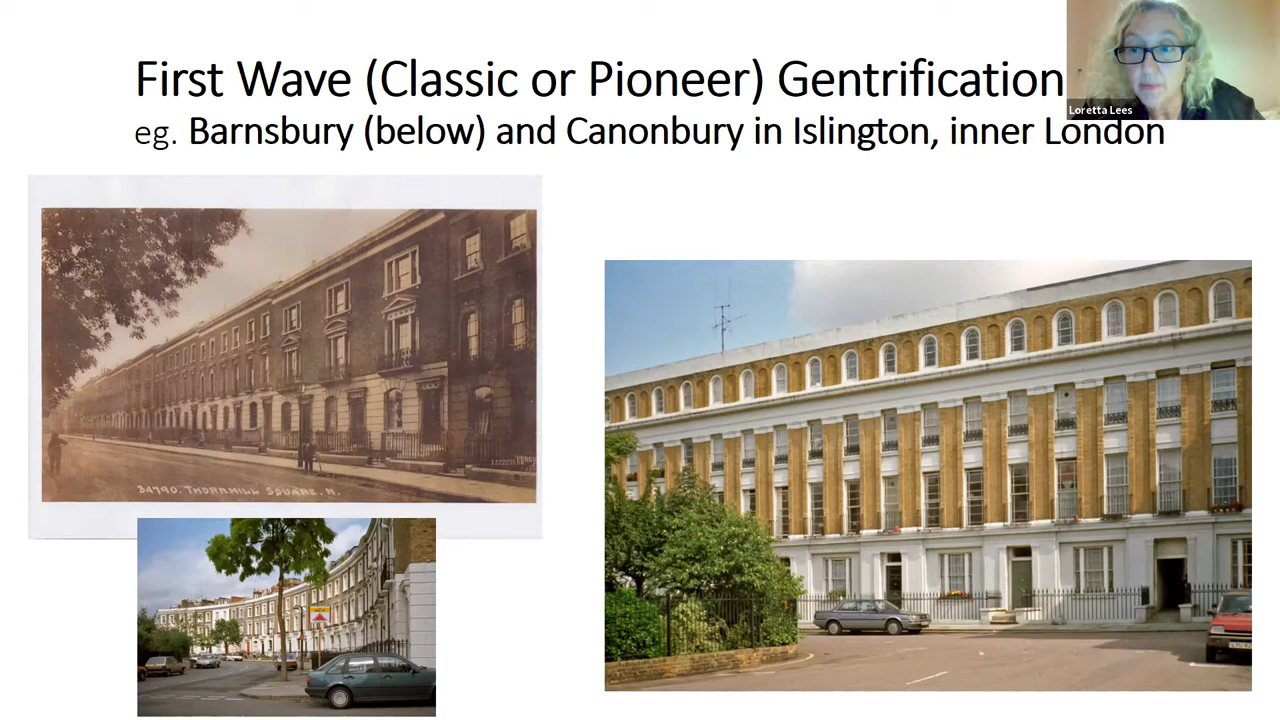 First Wave (Classic or Pioneer) Gentrification
eg. Barnsbury (below) and Canonbury in Islington, inner London
Loretta Lees
34790. THORNHILL SQUARE. N.